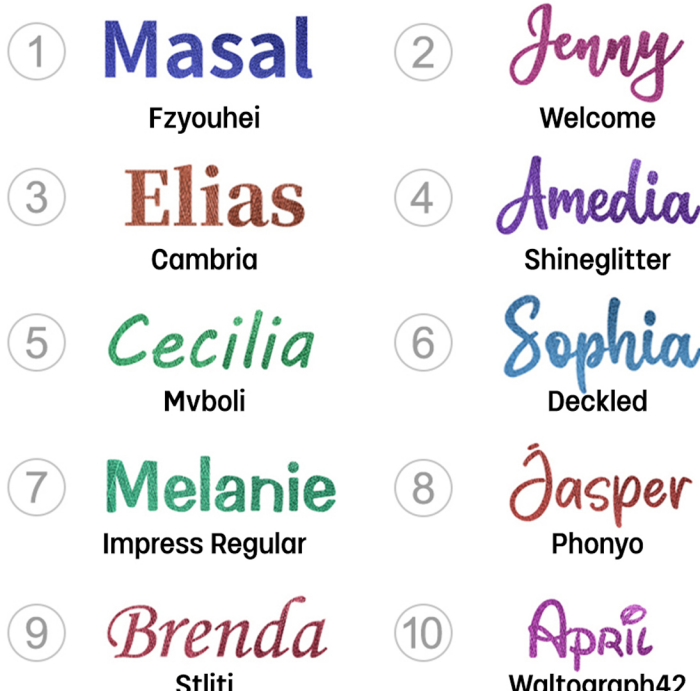 1 Masal
Fzyouhei
2 Jenny
Welcome
3 Elias
Cambria
4 Amedia
Shineglitter
5 Cecilia
Mvboli
6 Sophia
Deckled
7 Melanie
Impress Regular
8 Jasper
Phonyo
9 Brenda
Stliti
10 April
Waltograph42